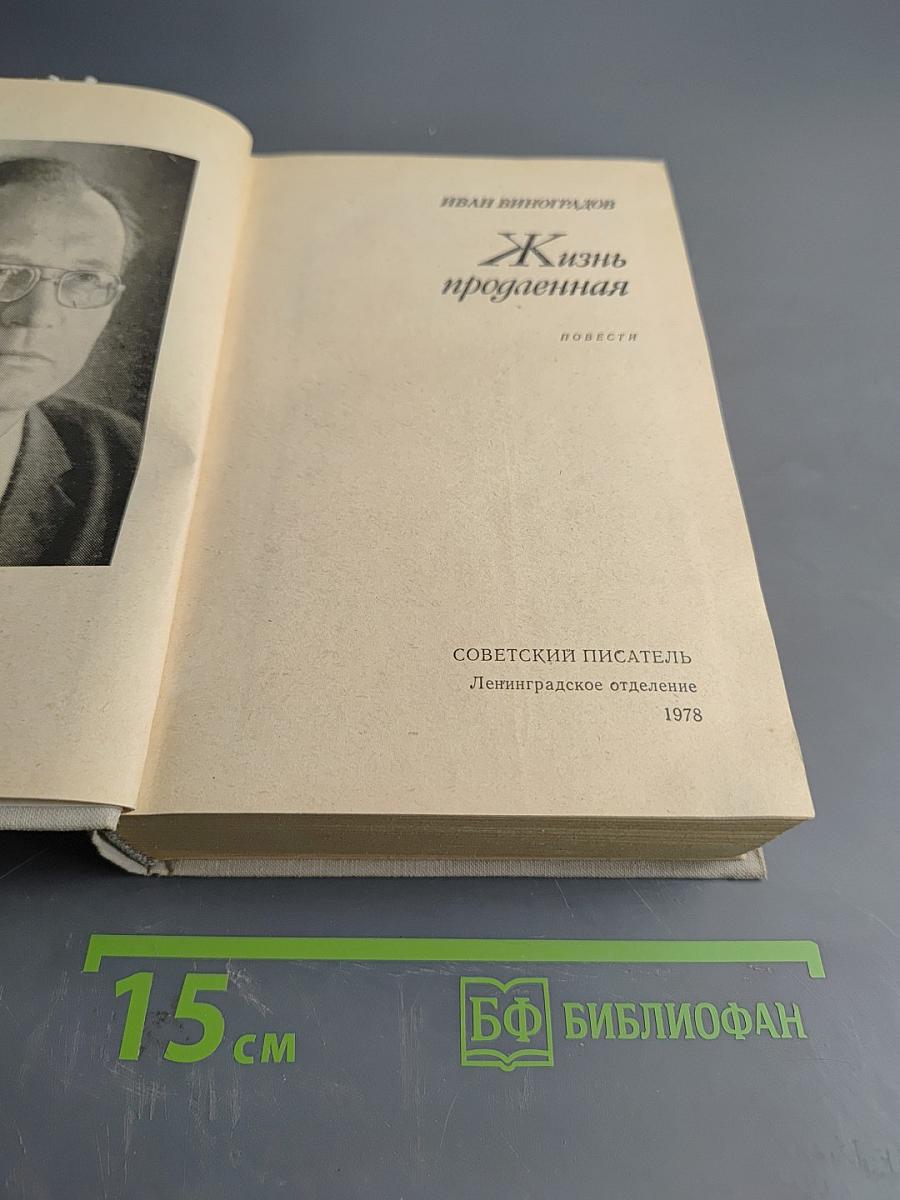 ИВАН ВИНОГРАДОВ
Жизнь
продленная
ПОВЕСТИ
СОВЕТСКИЙ ПИСАТЕЛЬ
Ленинградское отделение
1978
15 см
БФ БИБЛИОФАН